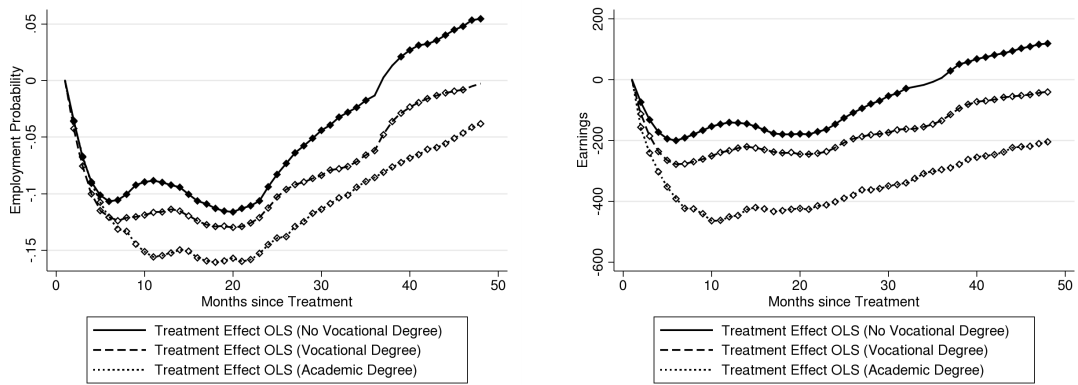 Employment Probability
.05
0
-.05
-.1
-.15
0 10 20 30 40 50
Months since Treatment
Treatment Effect OLS (No Vocational Degree)
Treatment Effect OLS (Vocational Degree)
Treatment Effect OLS (Academic Degree)
Earnings
200
0
-200
-400
-600
0 10 20 30 40 50
Months since Treatment
Treatment Effect OLS (No Vocational Degree)
Treatment Effect OLS (Vocational Degree)
Treatment Effect OLS (Academic Degree)